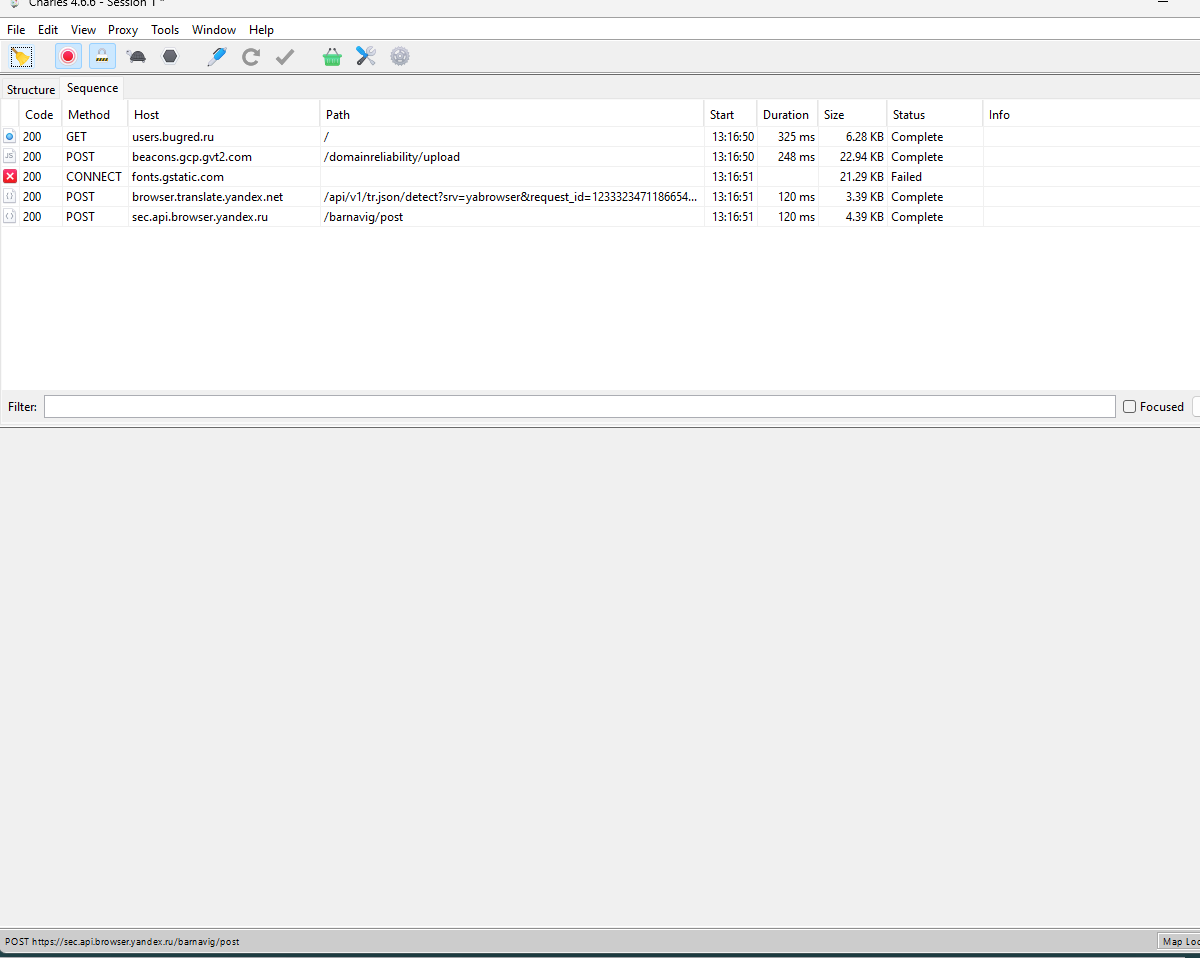 Charles 4.6.6 - Session 1 *
File Edit View Proxy Tools Window Help
Structure Sequence
Code Method Host Path Start Duration Size Status Info
200 GET users.bugred.ru / 13:16:50 325 ms 6.28 KB Complete
200 POST beacons.gcp.gvt2.com /domainreliability/upload 13:16:50 248 ms 22.94 KB Complete
200 CONNECT fonts.gstatic.com 13:16:51 21.29 KB Failed
200 POST browser.translate.yandex.net /api/v1/tr.json/detect?srv=yabrowser&request_id=1233323471186654... 13:16:51 120 ms 3.39 KB Complete
200 POST sec.api.browser.yandex.ru /barnavig/post 13:16:51 120 ms 4.39 KB Complete
Filter: Focused
POST https://sec.api.browser.yandex.ru/barnavig/post Map Loc